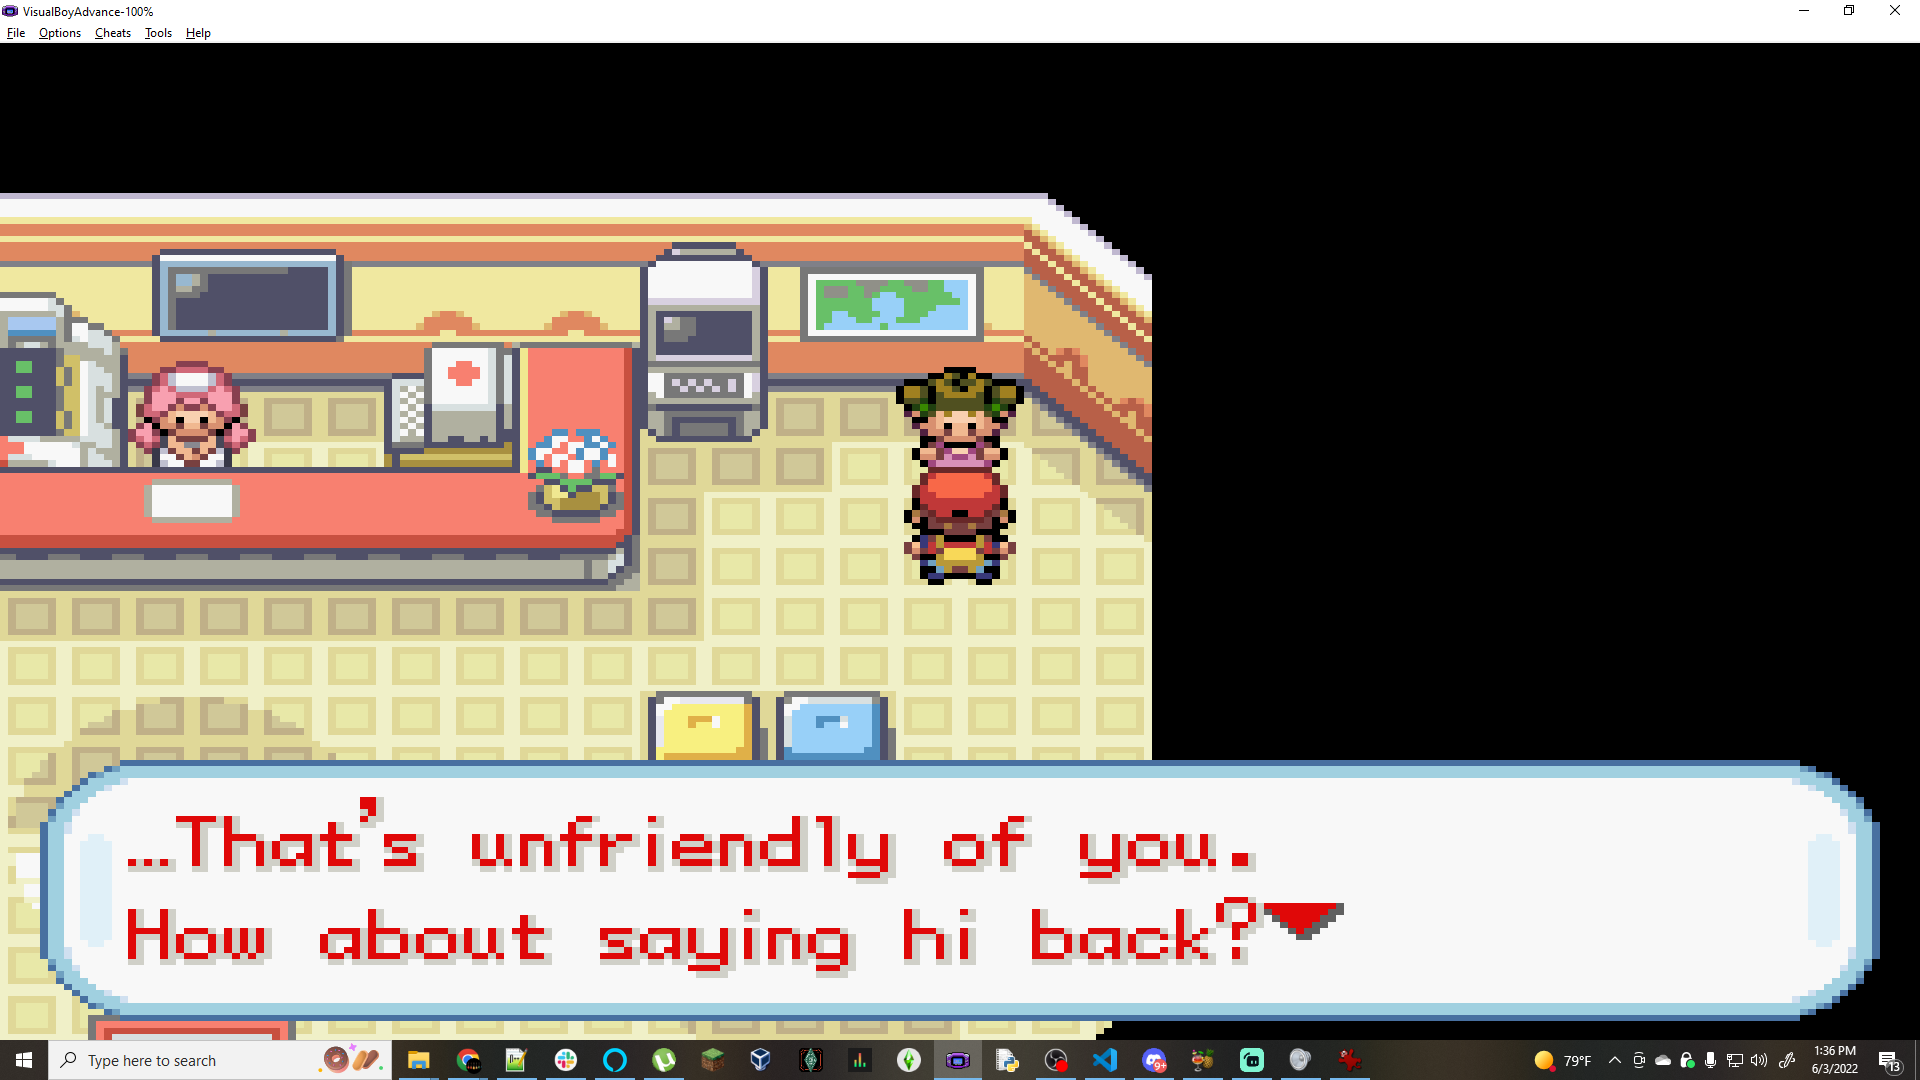 VisualBoyAdvance-100%
File Options Cheats Tools Help
...That's unfriendly of you.
How about saying hi back?
Type here to search
9+
79°F
1:36 PM
6/3/2022
13